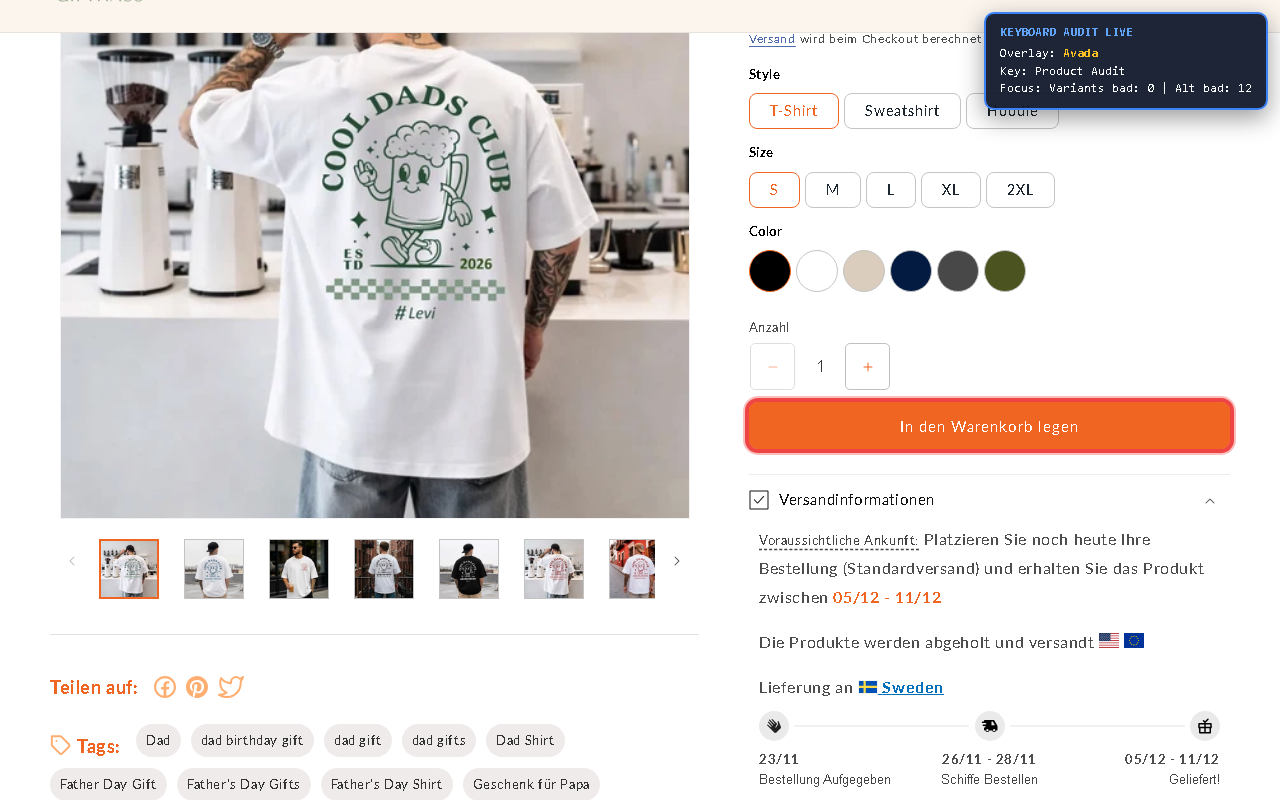 Versand wird beim Checkout berechnet
KEYBOARD AUDIT LIVE
Overlay: Avada
Key: Product Audit
Focus: Variants bad: 0 | Alt bad: 12
COOL DADS CLUB
ES
TD
2026
#Levi
Style
T-Shirt
Sweatshirt
Hoodie
Size
S
M
L
XL
2XL
Color
Anzahl
1
In den Warenkorb legen
Versandinformationen
Voraussichtliche Ankunft: Platzieren Sie noch heute Ihre
Bestellung (Standardversand) und erhalten Sie das Produkt
zwischen 05/12 - 11/12
Die Produkte werden abgeholt und versandt
Lieferung an Sweden
23/11
Bestellung Aufgegeben
26/11 - 28/11
Schiffe Bestellen
05/12 - 11/12
Geliefert!
Teilen auf:
Tags:
Dad
dad birthday gift
dad gift
dad gifts
Dad Shirt
Father Day Gift
Father's Day Gifts
Father's Day Shirt
Geschenk für Papa